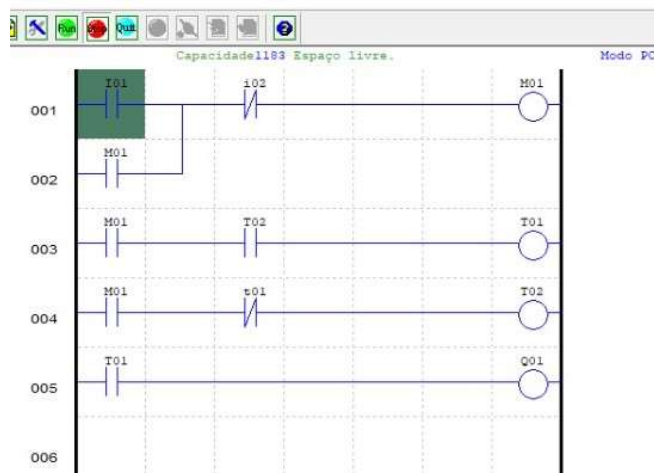 Run Stop Quit
Capacidade1183 Espaço livre. Modo PC
I01 i02 M01
001
M01
002
M01 T02 T01
003
M01 t01 T02
004
T01 Q01
005
006